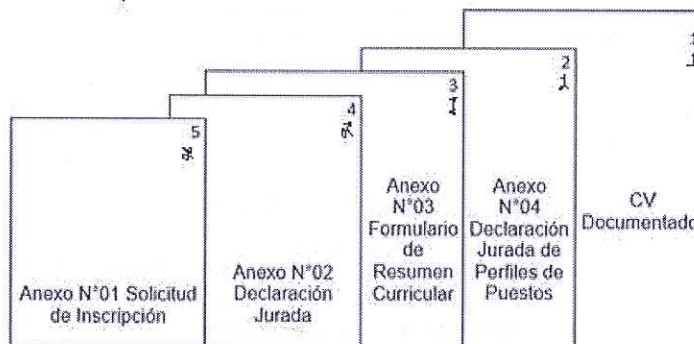 5
Anexo N°01 Solicitud
de Inscripción
4
Anexo N°02
Declaración
Jurada
3
Anexo
N°03
Formulario
de
Resumen
Curricular
2
Anexo
N°04
Declaración
Jurada de
Perfiles de
Puestos
1
CV
Documentado